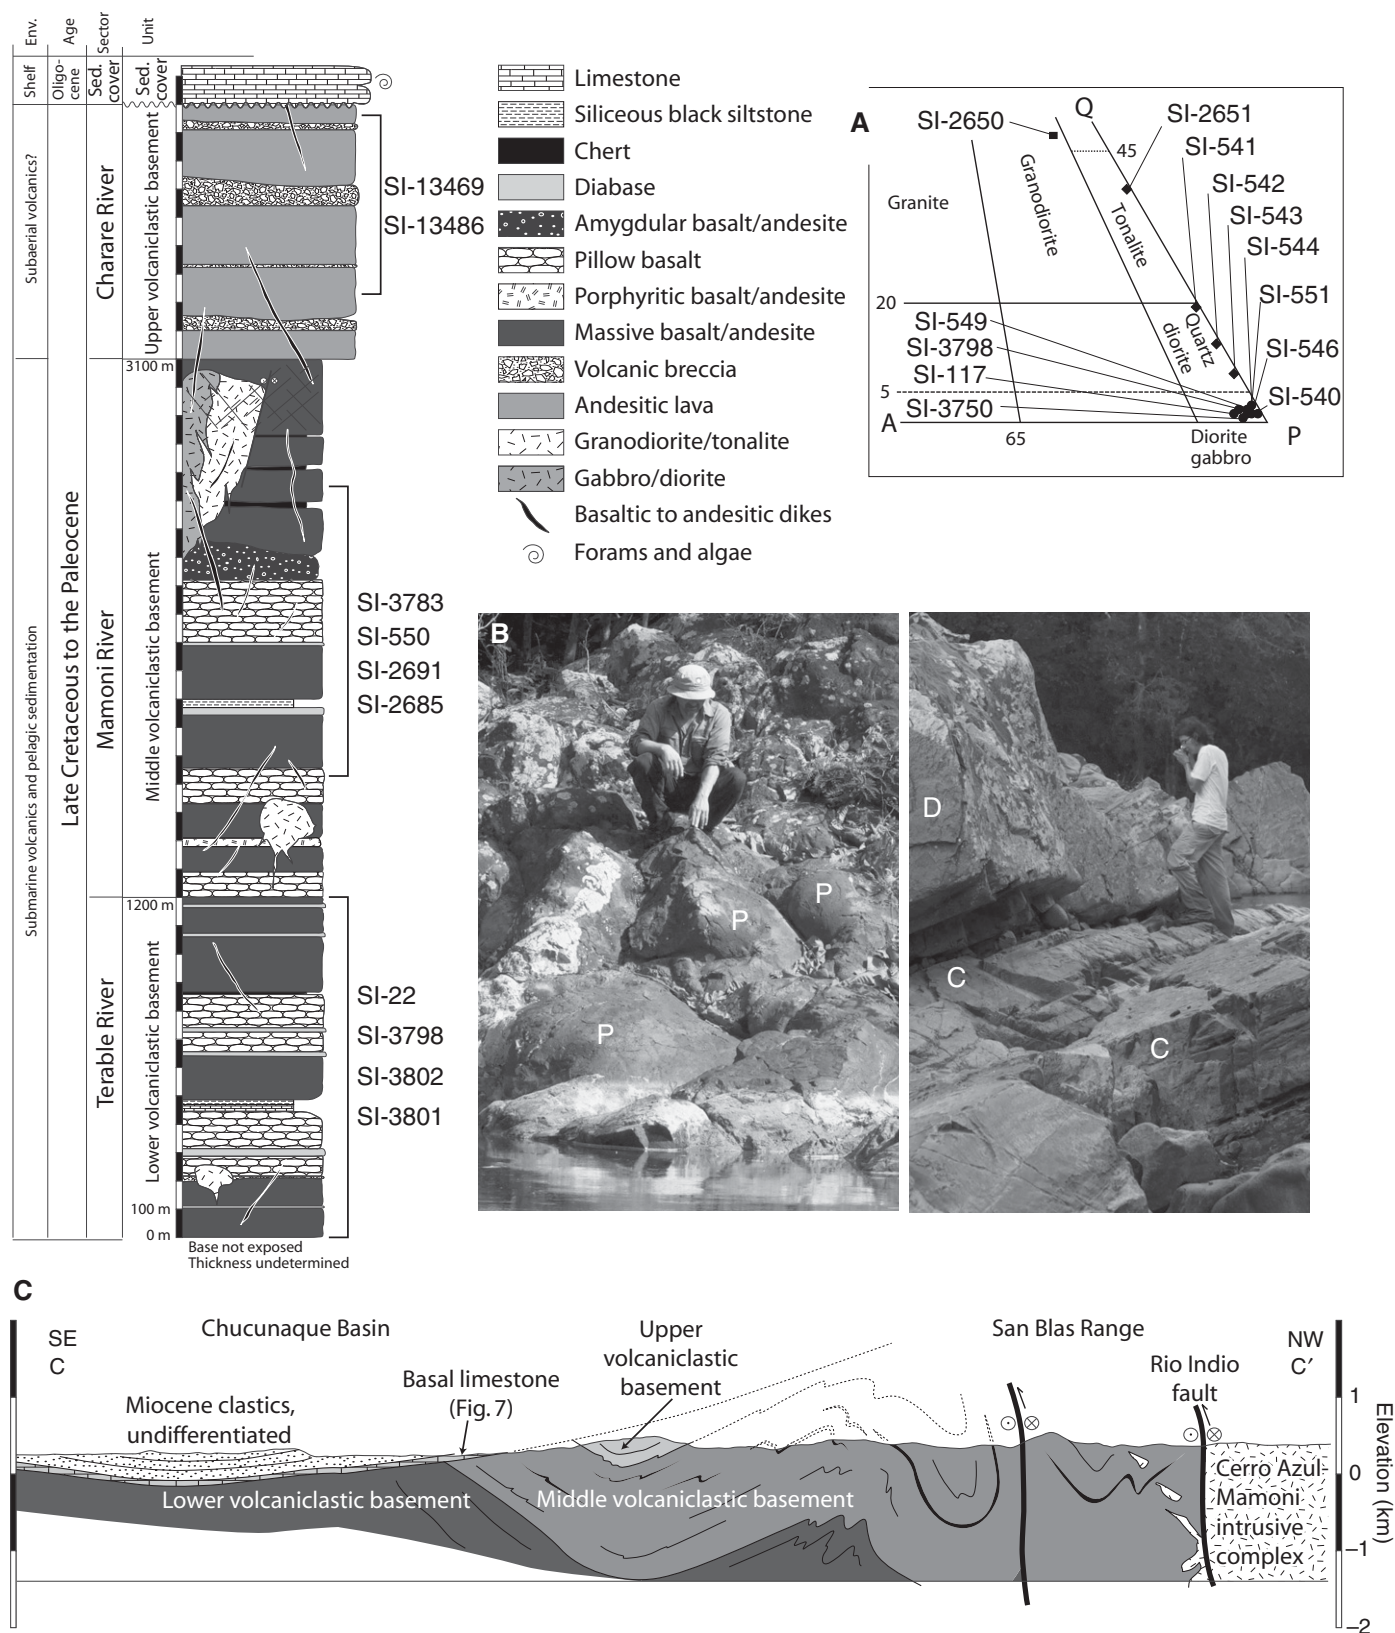 Env.
Age
Sector
Unit
Shelf
Oligo-
cene
Sed.
cover
Sed.
cover
Subaerial volcanics?
Charare River
Upper volcaniclastic basement
SI-13469
SI-13486
3100 m
Submarine volcanics and pelagic sedimentation
Late Cretaceous to the Paleocene
Mamoni River
Middle volcaniclastic basement
SI-3783
SI-550
SI-2691
SI-2685
1200 m
Terable River
Lower volcaniclastic basement
SI-22
SI-3798
SI-3802
SI-3801
100 m
0 m
Base not exposed
Thickness undetermined
Limestone
Siliceous black siltstone
Chert
Diabase
Amygdular basalt/andesite
Pillow basalt
Porphyritic basalt/andesite
Massive basalt/andesite
Volcanic breccia
Andesitic lava
Granodiorite/tonalite
Gabbro/diorite
Basaltic to andesitic dikes
Forams and algae
A
SI-2650
Q
SI-2651
45
SI-541
SI-542
SI-543
SI-544
SI-551
SI-546
SI-540
Granite
Granodiorite
Tonalite
20
Quartz
diorite
SI-549
SI-3798
SI-117
SI-3750
5
A
65
Diorite
gabbro
P
B
P
P
P
D
C
C
C
SE
C
Chucunaque Basin
Upper
volcaniclastic
basement
San Blas Range
NW
C′
Rio Indio
fault
Basal limestone
(Fig. 7)
Miocene clastics,
undifferentiated
Lower volcaniclastic basement
Middle volcaniclastic basement
Cerro Azul-
Mamoni
intrusive
complex
1
0
−1
−2
Elevation (km)